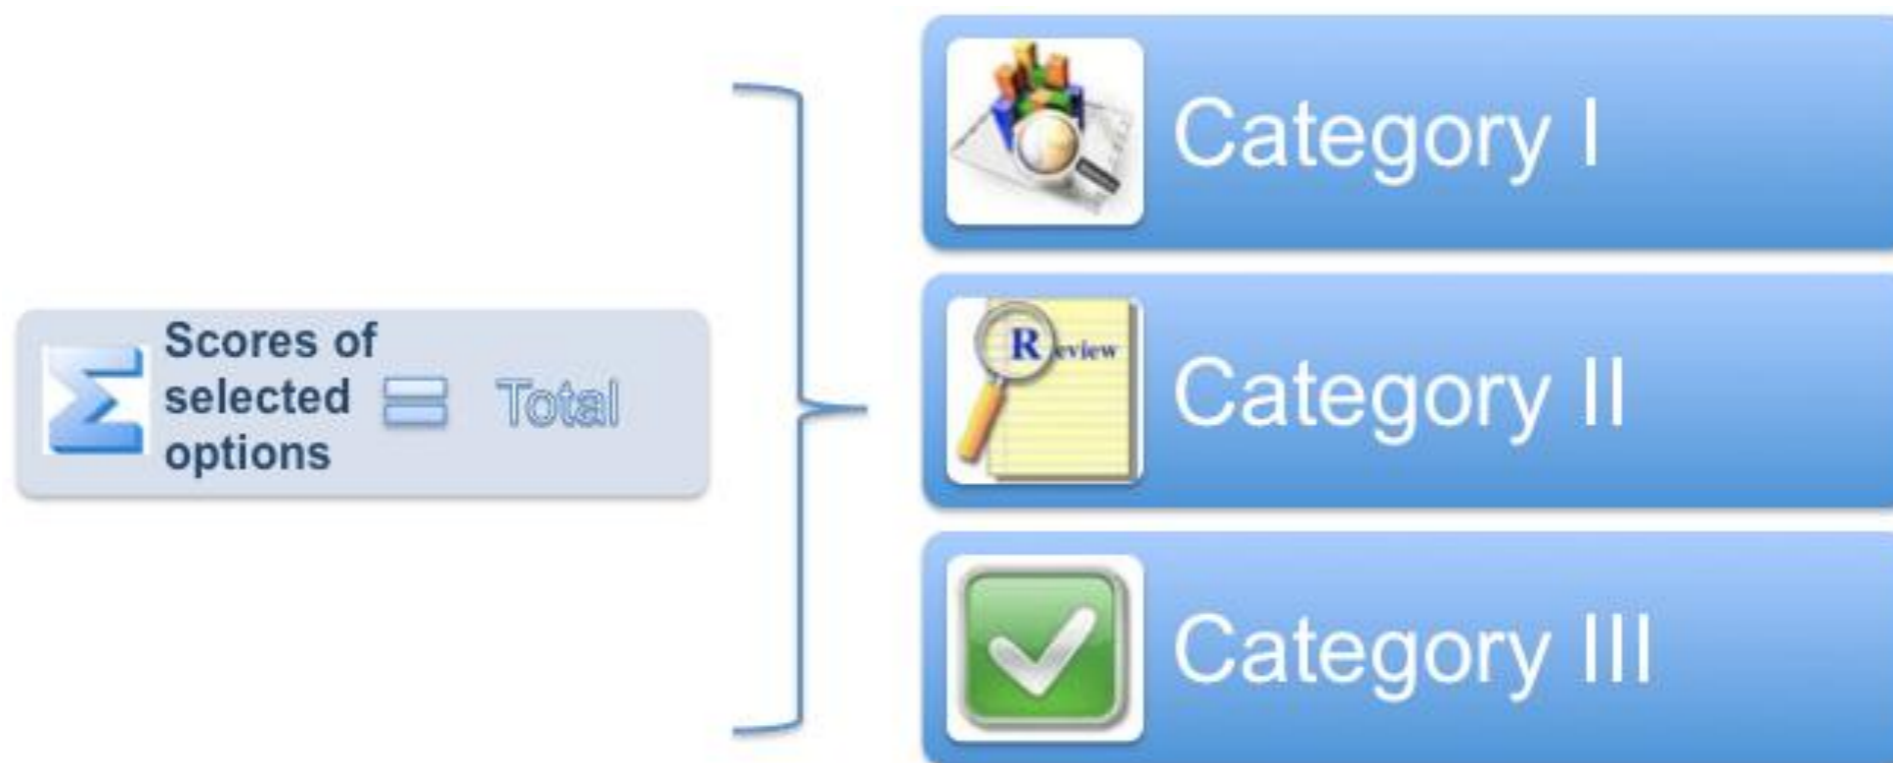 Scores of
selected
options
= Total
Category I
Review
Category II
Category III